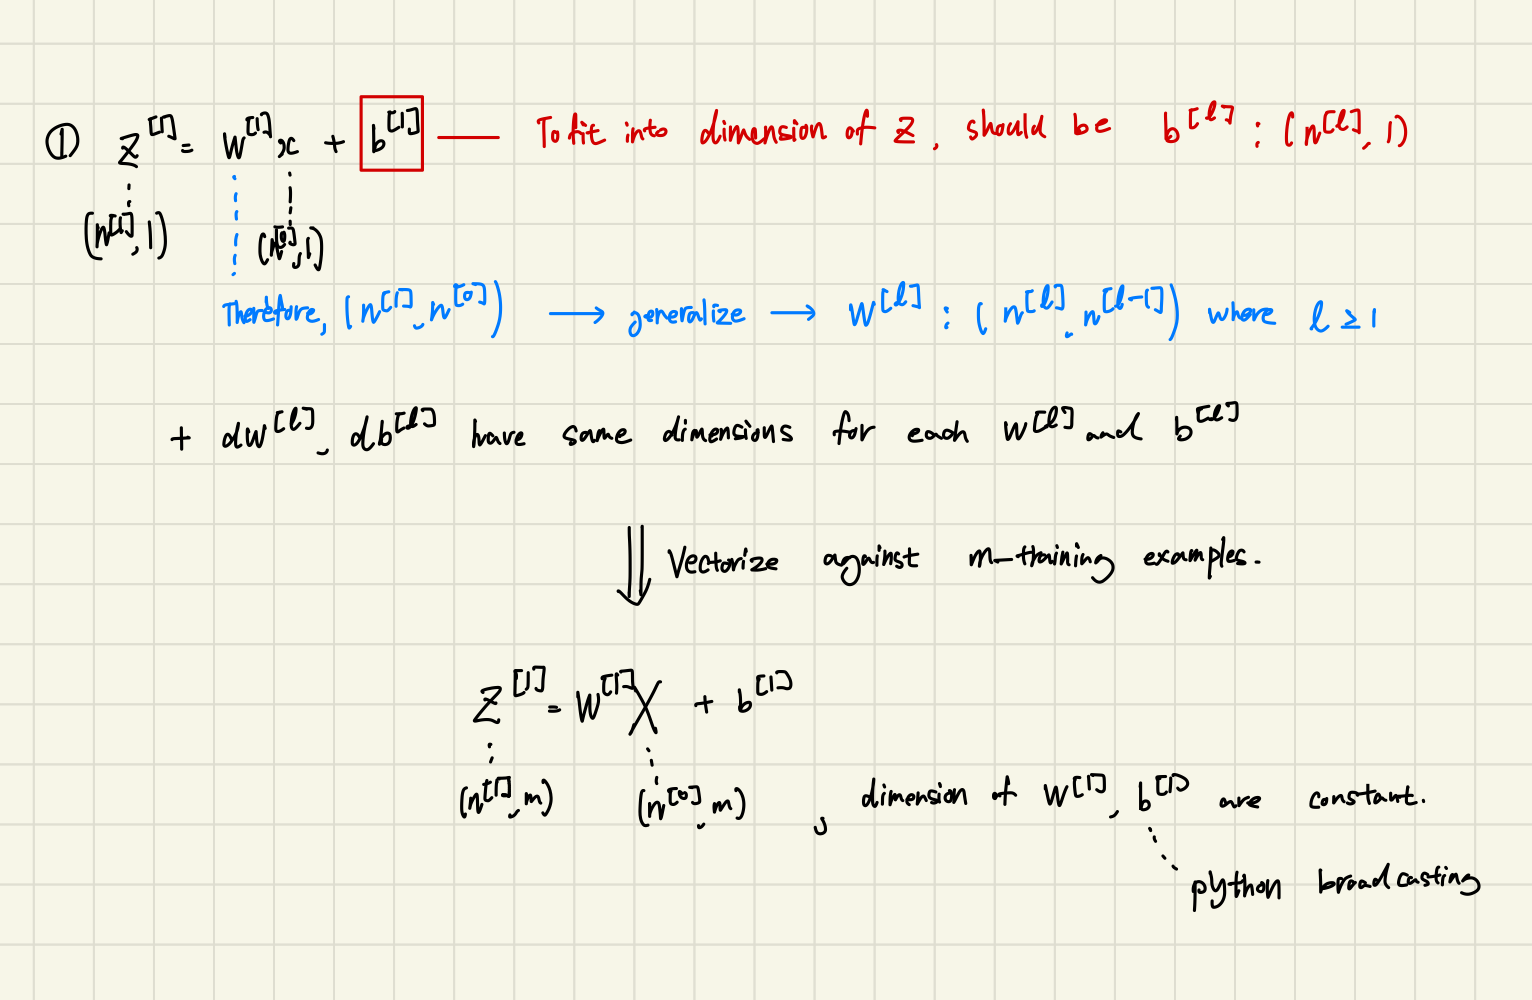 ① Z^[1] = W^[1]x + b^[1] — To fit into dimension of Z, should be b^[l] : (n^[l], 1)
(n^[1], 1) (n^[0], 1)
Therefore, (n^[1], n^[0]) → generalize → W^[l] : (n^[l], n^[l-1]) where l ≥ 1
+ dW^[l], db^[l] have same dimensions for each W^[l] and b^[l]
⇓ Vectorize against m-training examples.
Z^[1] = W^[1]X + b^[1]
(n^[1], m) (n^[0], m) , dimension of W^[1], b^[1] are constant.
python broadcasting